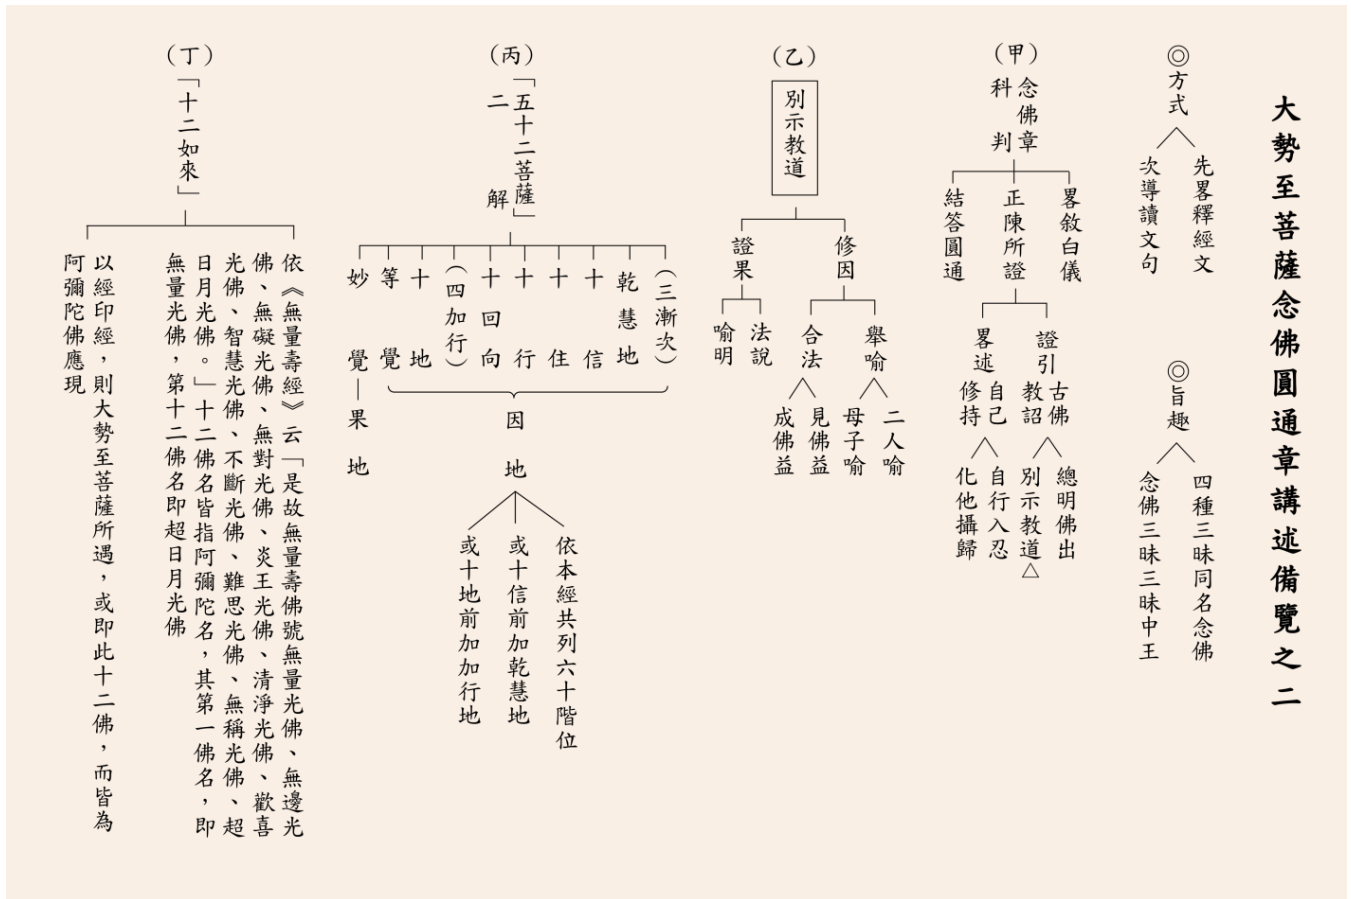 大勢至菩薩念佛圓通章講述備覽之二
◎方式
先畧釋經文
次導讀文句
◎旨趣
四種三昧同名念佛
念佛三昧三昧中王
（甲）
念佛章
科判
畧敘白儀
正陳所證
結答圓通
證引
古佛
教詔
畧述
自己
修持
總明佛出
別示教道△
自行入忍
化他攝歸
（乙）
別示教道
修因
證果
舉喻
合法
法說
喻明
二人喻
母子喻
見佛益
成佛益
（丙）
「五十二菩薩」
二解
（三漸次）
乾慧地
十信
十住
十行
十回向
（四加行）
十地
等覺
妙覺
果地
因地
依本經共列六十階位
或十信前加乾慧地
或十地前加加行地
（丁）
「十二如來」
依《無量壽經》云「是故無量壽佛號無量光佛、無邊光
佛、無礙光佛、無對光佛、炎王光佛、清淨光佛、歡喜
光佛、智慧光佛、不斷光佛、難思光佛、無稱光佛、超
日月光佛。」十二佛名皆指阿彌陀名，其第一佛名，即
無量光佛，第十二佛名即超日月光佛
以經印經，則大勢至菩薩所遇，或即此十二佛，而皆為
阿彌陀佛應現